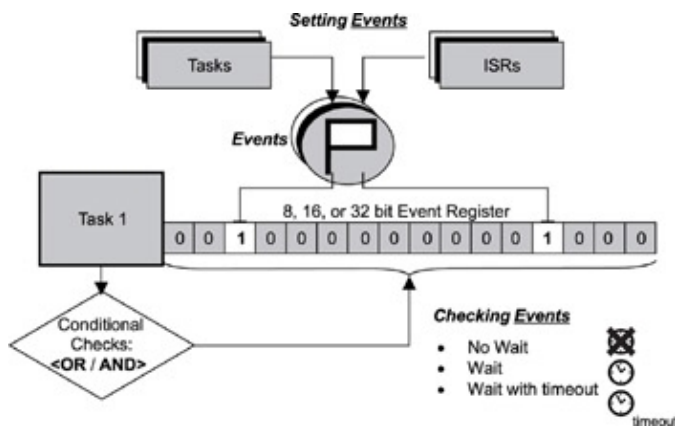 Setting Events
Tasks
ISRs
Events
8, 16, or 32 bit Event Register
Task 1
0 0 1 0 0 0 0 0 0 0 0 0 1 0 0 0
Conditional
Checks:
<OR / AND>
Checking Events
• No Wait
• Wait
• Wait with timeout
timeout